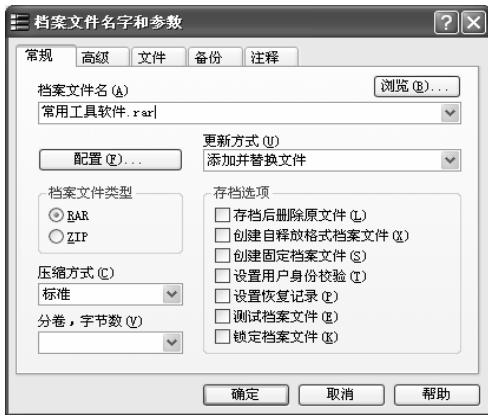 档案文件名字和参数
常规 高级 文件 备份 注释
档案文件名(A)
浏览(B)...
常用工具软件.rar
更新方式(U)
配置(F)...
添加并替换文件
档案文件类型
RAR
ZIP
压缩方式(C)
标准
分卷，字节数(V)
存档选项
存档后删除原文件(L)
创建自释放格式档案文件(X)
创建固定档案文件(S)
设置用户身份校验(T)
设置恢复记录(P)
测试档案文件(E)
锁定档案文件(K)
确定 取消 帮助